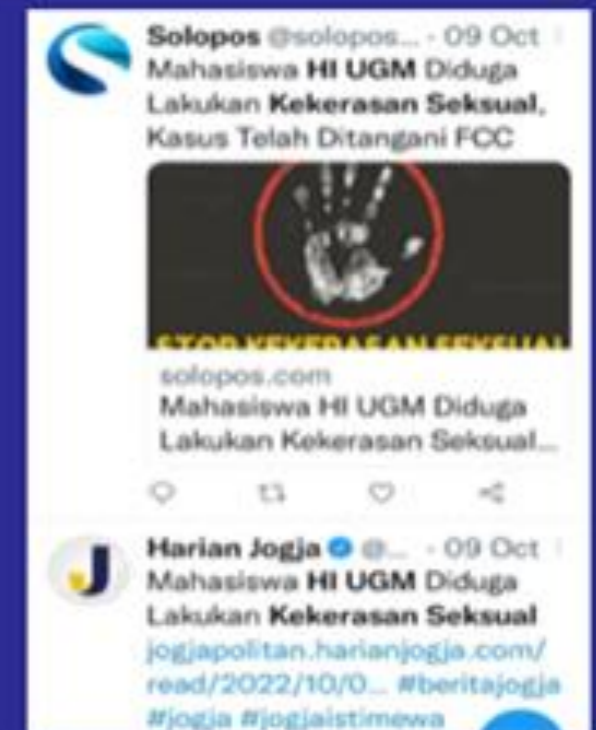 Solopos @solopos... · 09 Oct
Mahasiswa HI UGM Diduga
Lakukan Kekerasan Seksual,
Kasus Telah Ditangani FCC
STOP KEKERASAN SEKSUAL
solopos.com
Mahasiswa HI UGM Diduga
Lakukan Kekerasan Seksual...
Harian Jogja @... · 09 Oct
Mahasiswa HI UGM Diduga
Lakukan Kekerasan Seksual
jogjapolitan.harianjogja.com/
read/2022/10/0... #beritajogja
#jogja #jogjaistimewa